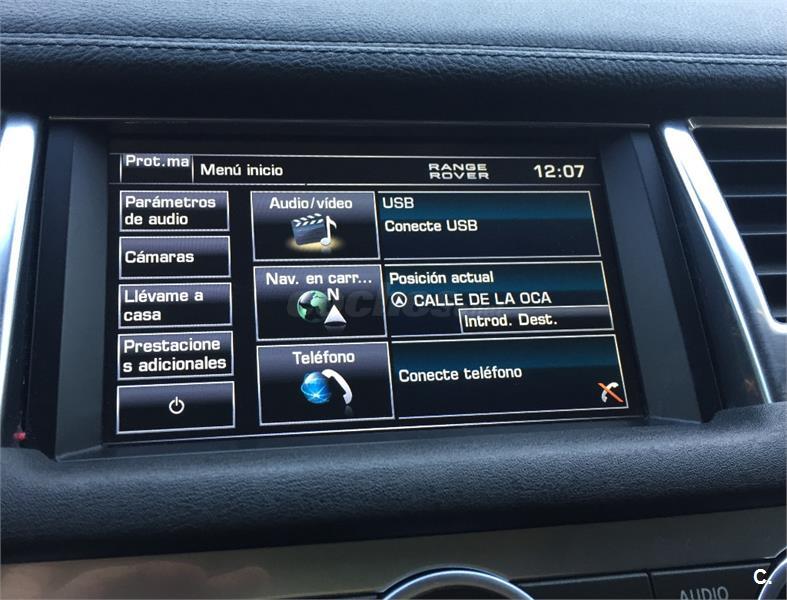 Prot.ma
Menú inicio
RANGE
ROVER
12:07
Parámetros
de audio
Cámaras
Llévame a
casa
Prestacione
s adicionales
Audio/vídeo
USB
Conecte USB
Nav. en carr...
N
Posición actual
CALLE DE LA OCA
Introd. Dest.
Teléfono
Conecte teléfono
AUDIO
C.